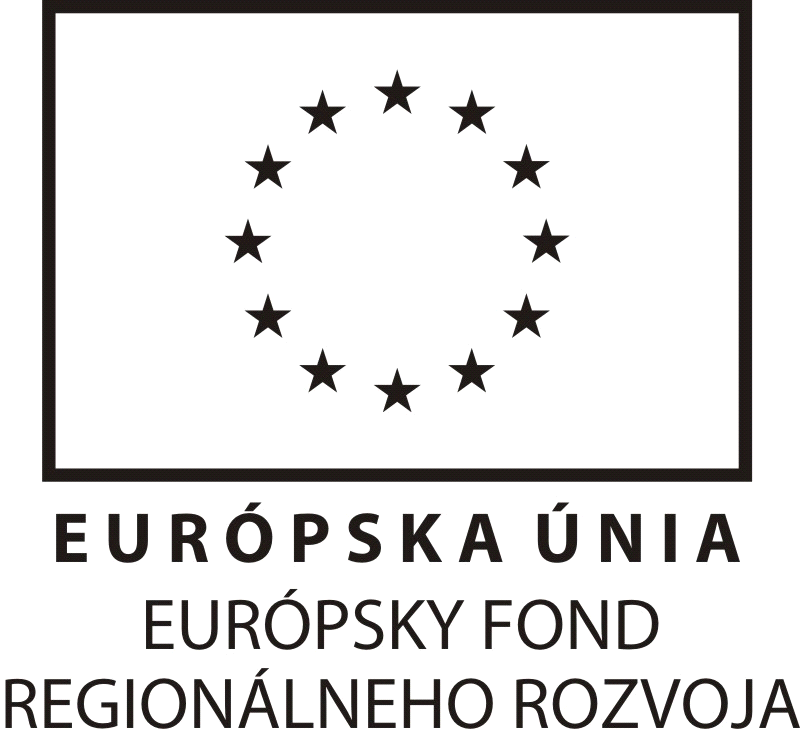 EURÓPSKA ÚNIA
EURÓPSKY FOND
REGIONÁLNEHO ROZVOJA